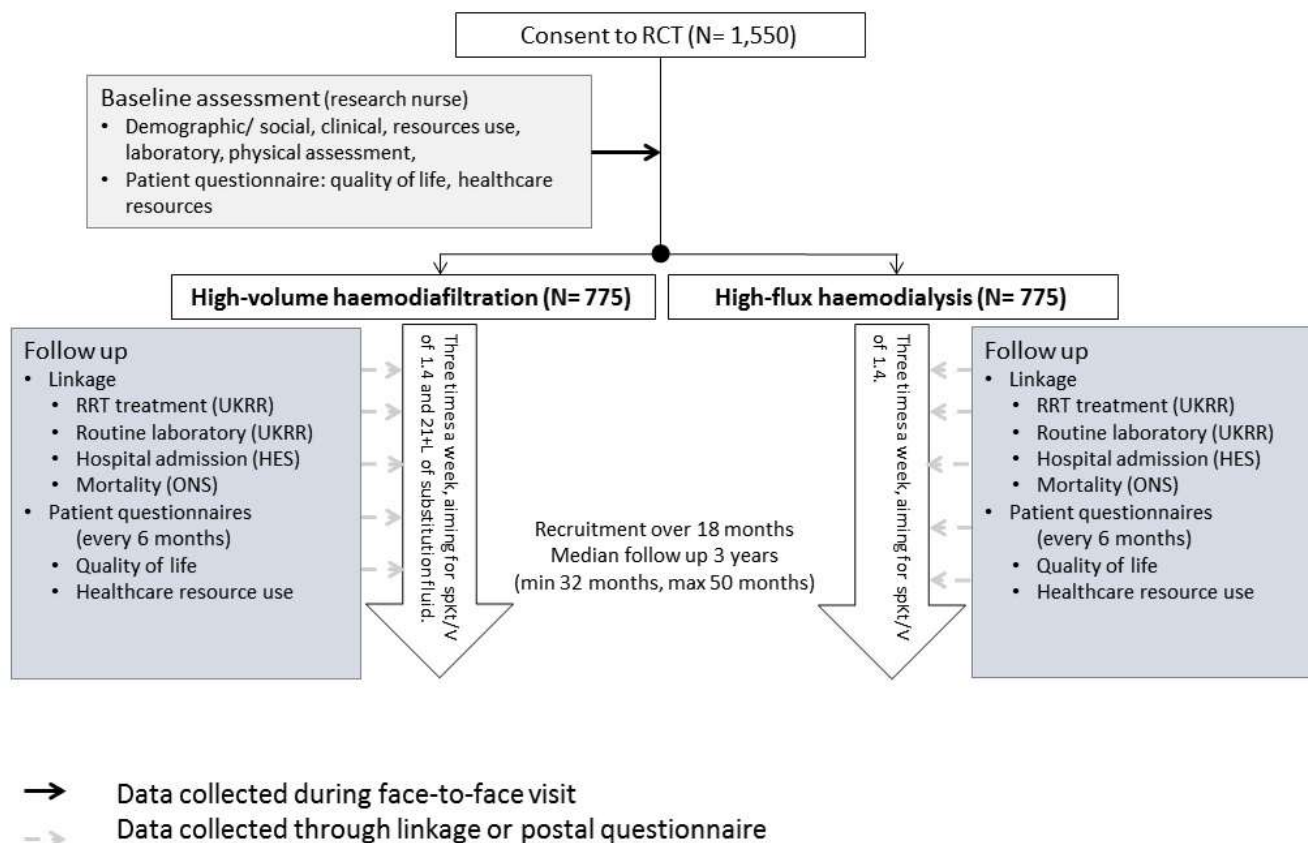 Consent to RCT (N= 1,550)
Baseline assessment (research nurse)
• Demographic/ social, clinical, resources use,
laboratory, physical assessment,
• Patient questionnaire: quality of life, healthcare
resources
High-volume haemodiafiltration (N= 775)
High-flux haemodialysis (N= 775)
Follow up
• Linkage
• RRT treatment (UKRR)
• Routine laboratory (UKRR)
• Hospital admission (HES)
• Mortality (ONS)
• Patient questionnaires
(every 6 months)
• Quality of life
• Healthcare resource use
Three times a week, aiming for spKt/V
of 1.4 and 21+L of substitution fluid.
Recruitment over 18 months
Median follow up 3 years
(min 32 months, max 50 months)
Three times a week, aiming for spKt/V
of 1.4.
Follow up
• Linkage
• RRT treatment (UKRR)
• Routine laboratory (UKRR)
• Hospital admission (HES)
• Mortality (ONS)
• Patient questionnaires
(every 6 months)
• Quality of life
• Healthcare resource use
Data collected during face-to-face visit
Data collected through linkage or postal questionnaire